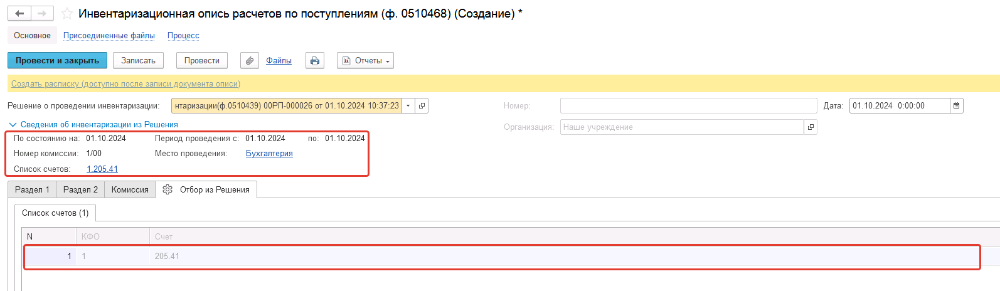 Инвентаризационная опись расчетов по поступлениям (ф. 0510468) (Создание) *
Основное Присоединенные файлы Процесс
Провести и закрыть Записать Провести Файлы Отчеты
Создать расписку (доступно после записи документа описи)
Решение о проведении инвентаризации: нтаризации(ф.0510439) 00РП-000026 от 01.10.2024 10:37:23 Номер: Дата: 01.10.2024 0:00:00
Сведения об инвентаризации из Решения Организация: Наше учреждение
По состоянию на: 01.10.2024 Период проведения с: 01.10.2024 по: 01.10.2024
Номер комиссии: 1/00 Место проведения: Бухгалтерия
Список счетов: 1.205.41
Раздел 1 Раздел 2 Комиссия Отбор из Решения
Список счетов (1)
N КФО Счет
1 1 205.41